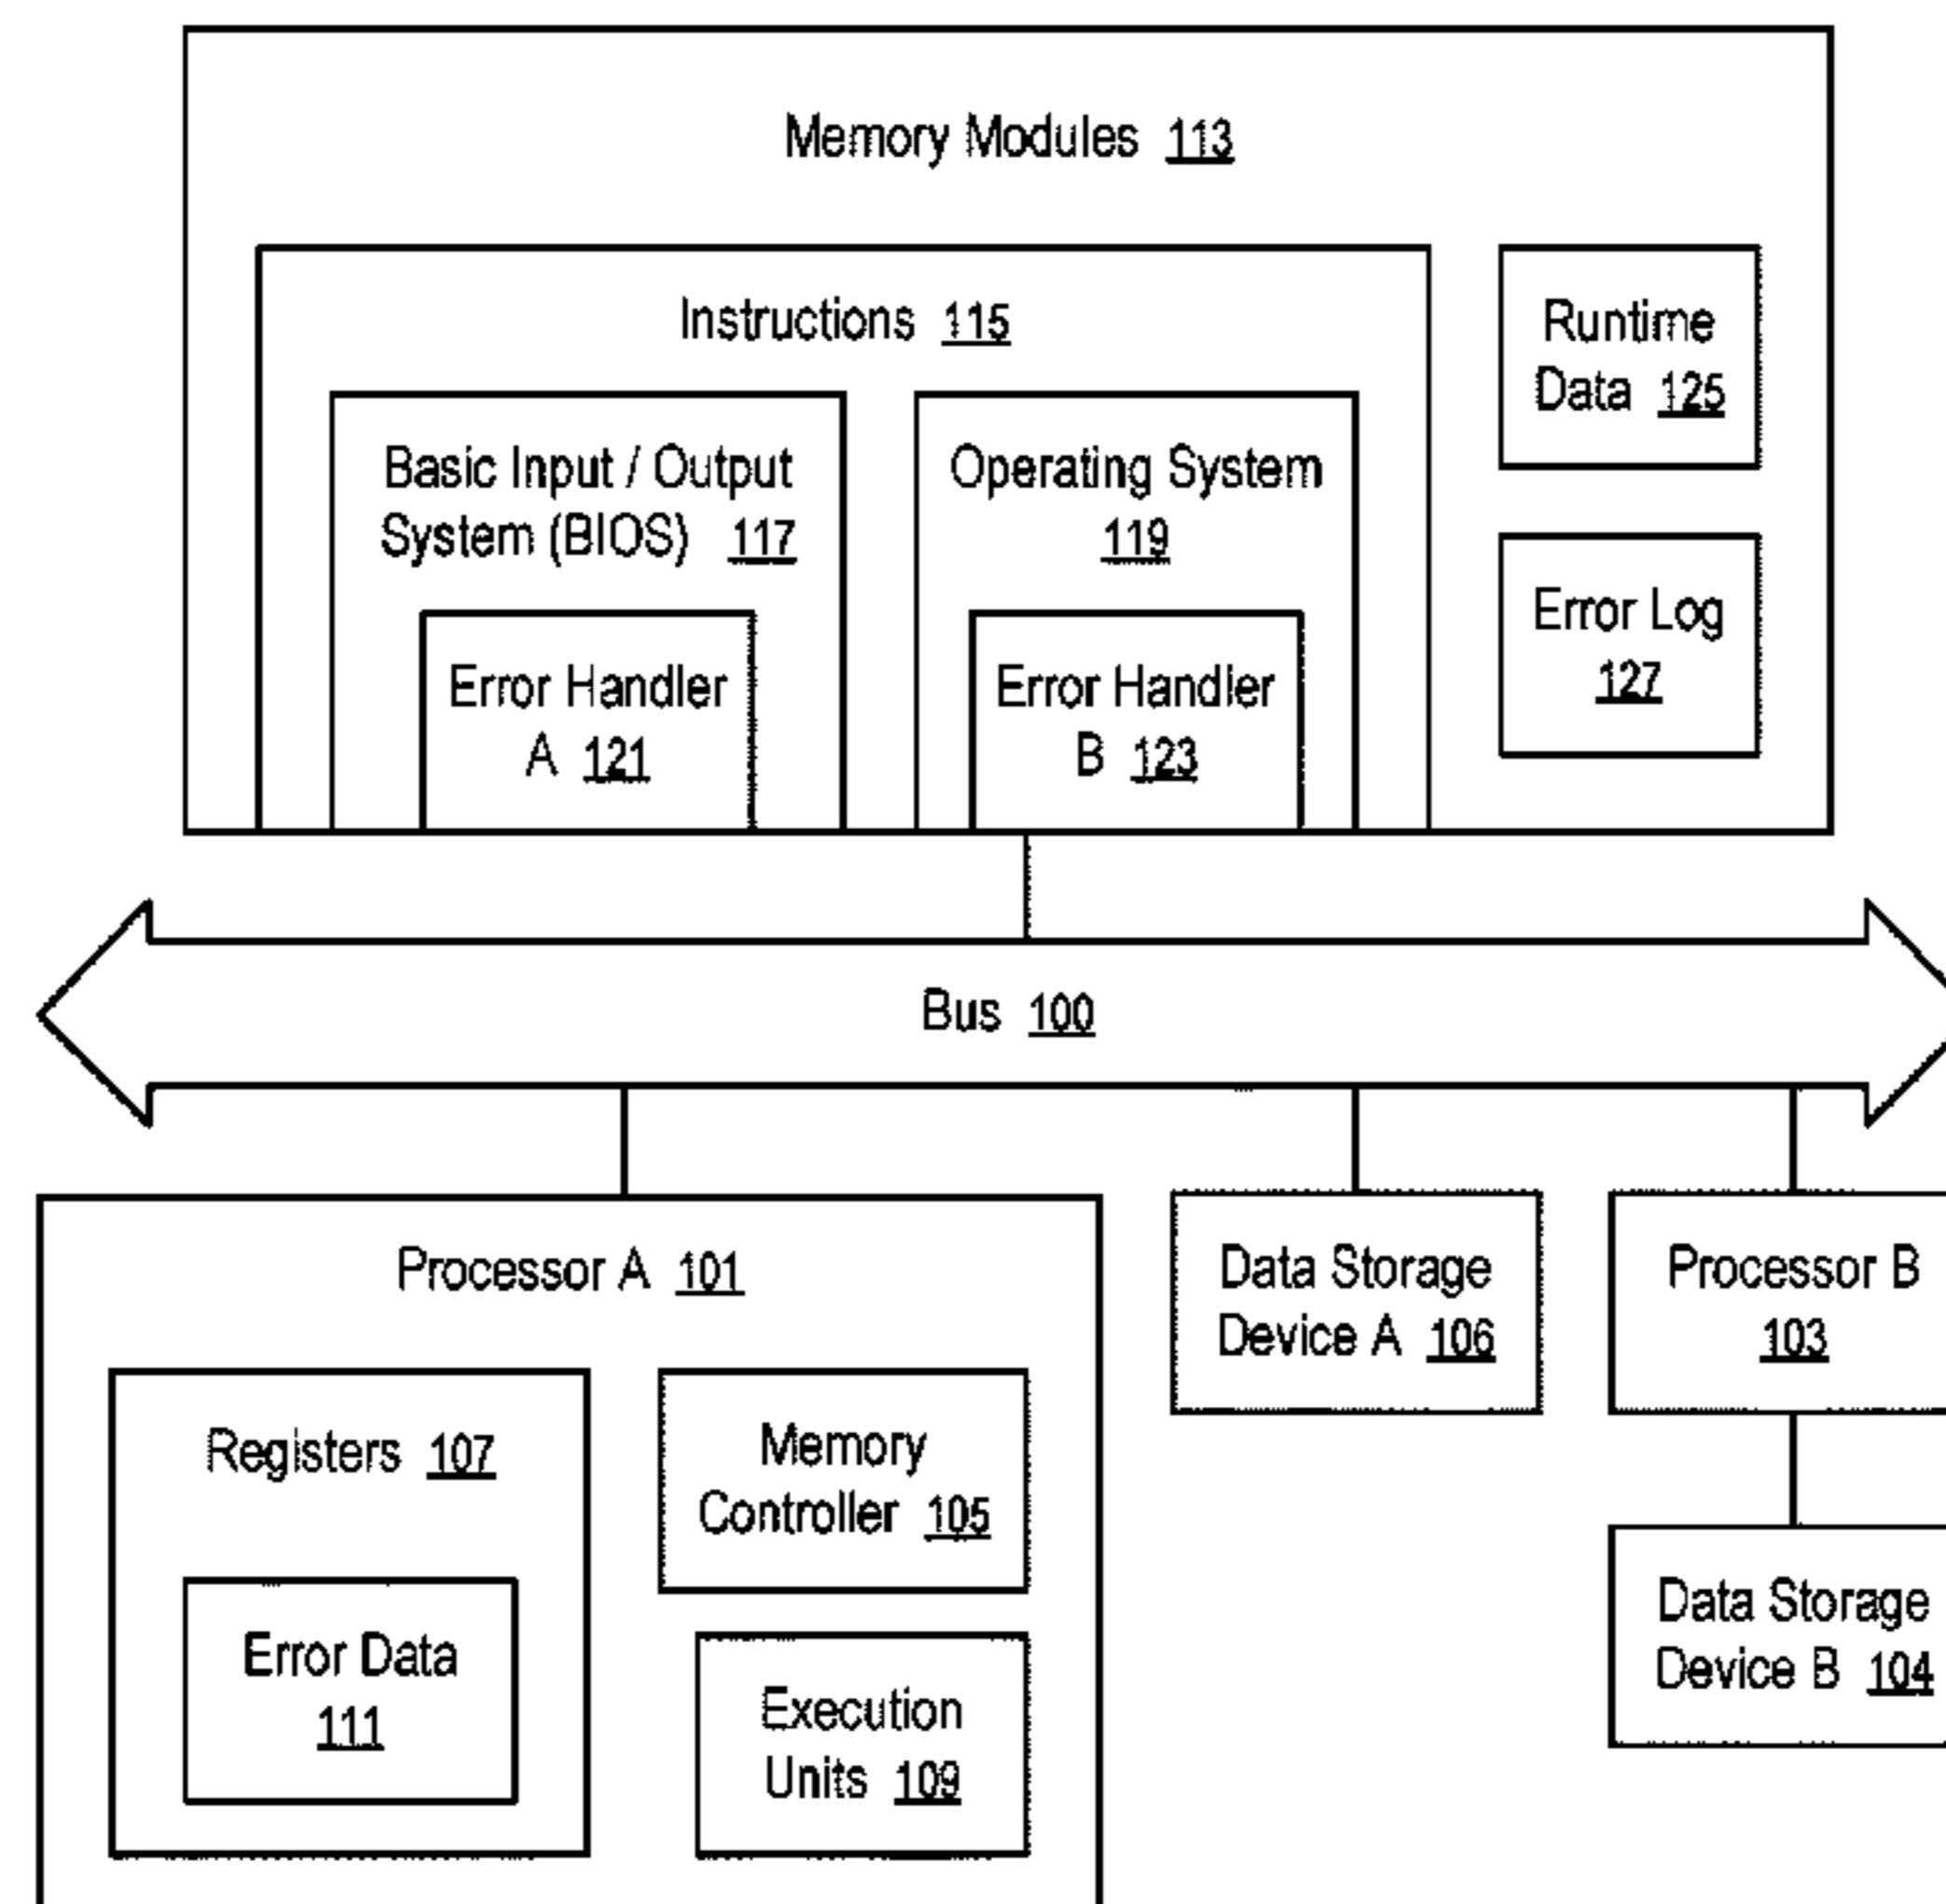 Memory Modules 113
Instructions 115
Runtime
Data 125
Basic Input / Output
System (BIOS) 117
Operating System
119
Error Log
127
Error Handler
A 121
Error Handler
B 123
Bus 100
Processor A 101
Registers 107
Error Data
111
Memory
Controller 105
Execution
Units 109
Data Storage
Device A 106
Processor B
103
Data Storage
Device B 104